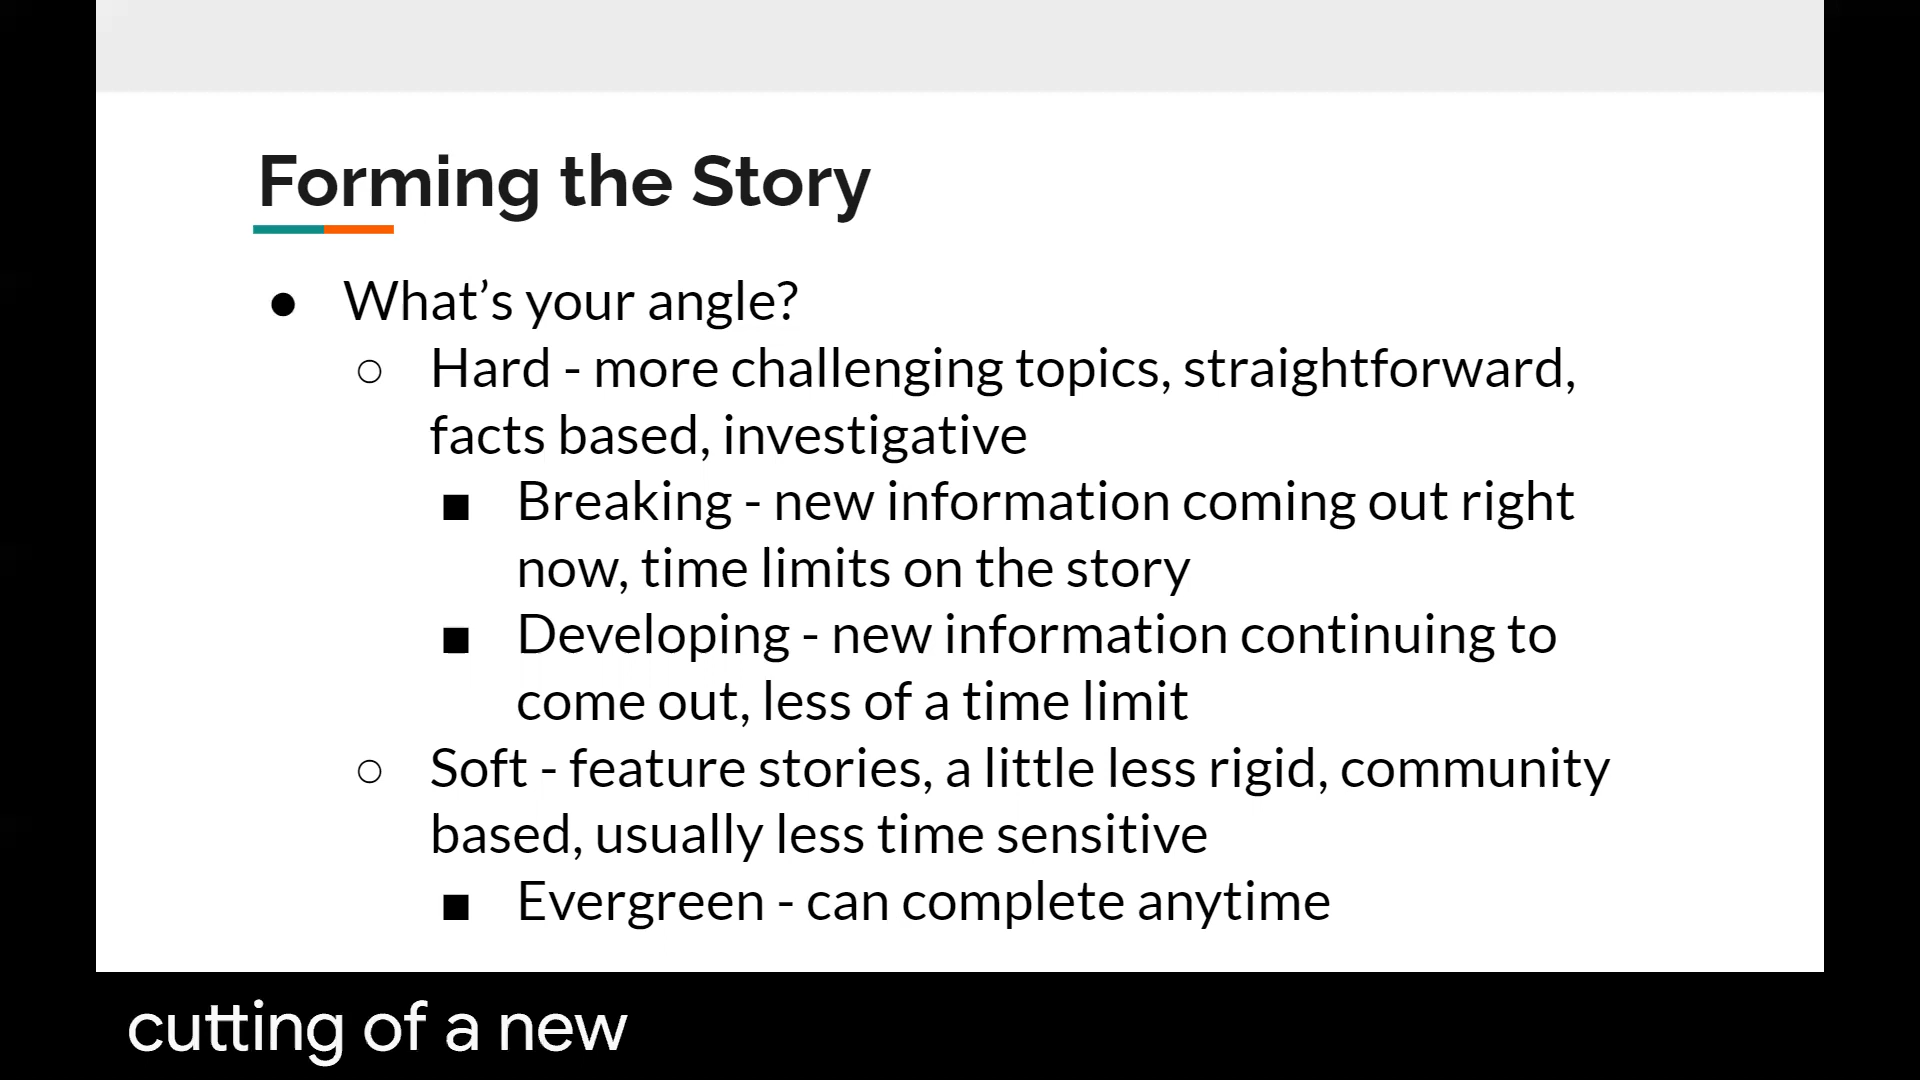 Forming the Story
● What’s your angle?
○ Hard - more challenging topics, straightforward,
facts based, investigative
■ Breaking - new information coming out right
now, time limits on the story
■ Developing - new information continuing to
come out, less of a time limit
○ Soft - feature stories, a little less rigid, community
based, usually less time sensitive
■ Evergreen - can complete anytime
cutting of a new